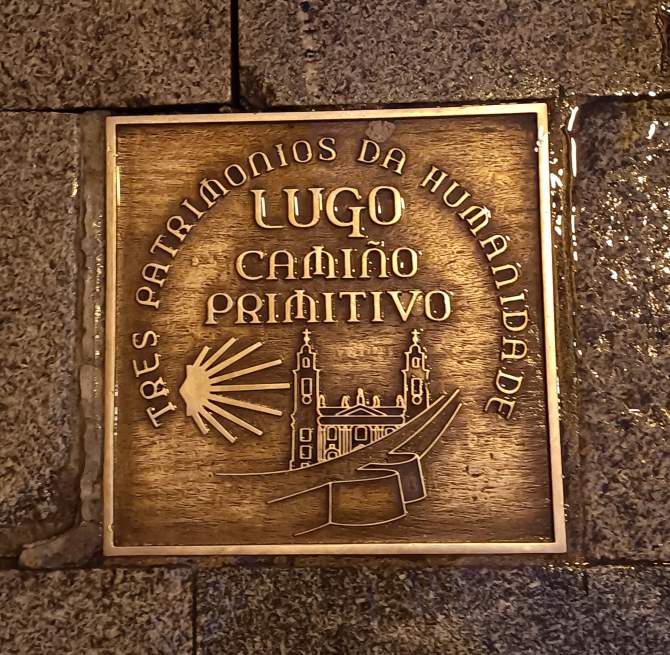 TRES PATRIMONIOS DA HUMANIDADE
LUGO
CAMIÑO
PRIMITIVO